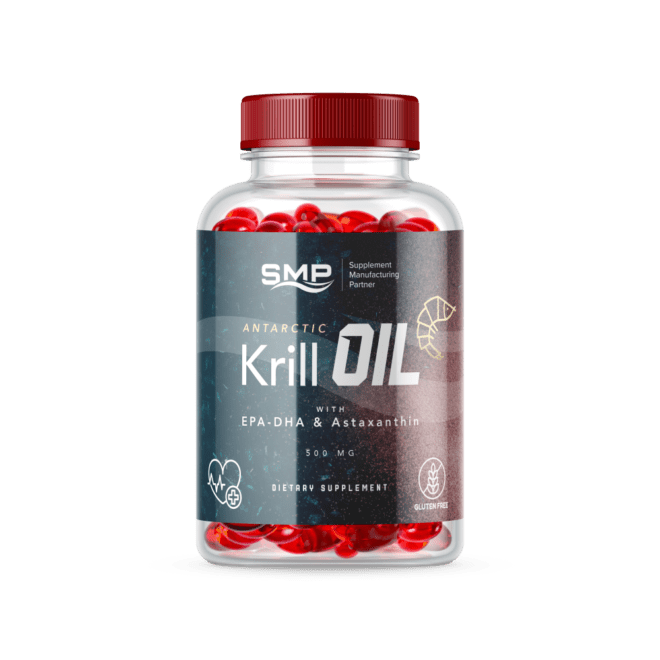 SMP
Supplement
Manufacturing
Partner
ANTARCTIC
Krill OIL
WITH
EPA-DHA & Astaxanthin
500 MG
DIETARY SUPPLEMENT
GLUTEN FREE